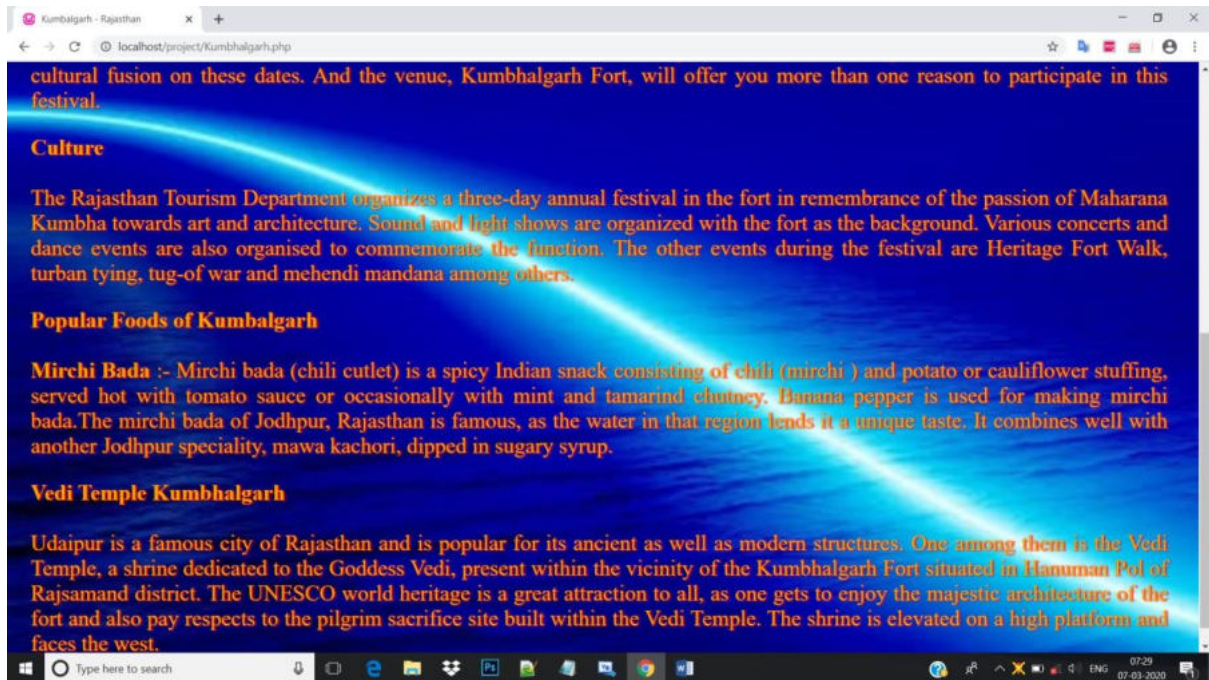 Kumbalgarh - Rajasthan
localhost/project/Kumbhalgarh.php
cultural fusion on these dates. And the venue, Kumbhalgarh Fort, will offer you more than one reason to participate in this
festival.
Culture
The Rajasthan Tourism Department organizes a three-day annual festival in the fort in remembrance of the passion of Maharana
Kumbha towards art and architecture. Sound and light shows are organized with the fort as the background. Various concerts and
dance events are also organised to commemorate the function. The other events during the festival are Heritage Fort Walk,
turban tying, tug-of war and mehendi mandana among others.
Popular Foods of Kumbalgarh
Mirchi Bada :- Mirchi bada (chili cutlet) is a spicy Indian snack consisting of chili (mirchi ) and potato or cauliflower stuffing,
served hot with tomato sauce or occasionally with mint and tamarind chutney. Banana pepper is used for making mirchi
bada.The mirchi bada of Jodhpur, Rajasthan is famous, as the water in that region lends it a unique taste. It combines well with
another Jodhpur speciality, mawa kachori, dipped in sugary syrup.
Vedi Temple Kumbhalgarh
Udaipur is a famous city of Rajasthan and is popular for its ancient as well as modern structures. One among them is the Vedi
Temple, a shrine dedicated to the Goddess Vedi, present within the vicinity of the Kumbhalgarh Fort situated in Hanuman Pol of
Rajsamand district. The UNESCO world heritage is a great attraction to all, as one gets to enjoy the majestic architecture of the
fort and also pay respects to the pilgrim sacrifice site built within the Vedi Temple. The shrine is elevated on a high platform and
faces the west.
Type here to search
Ps
ENG
07:29
07-03-2020